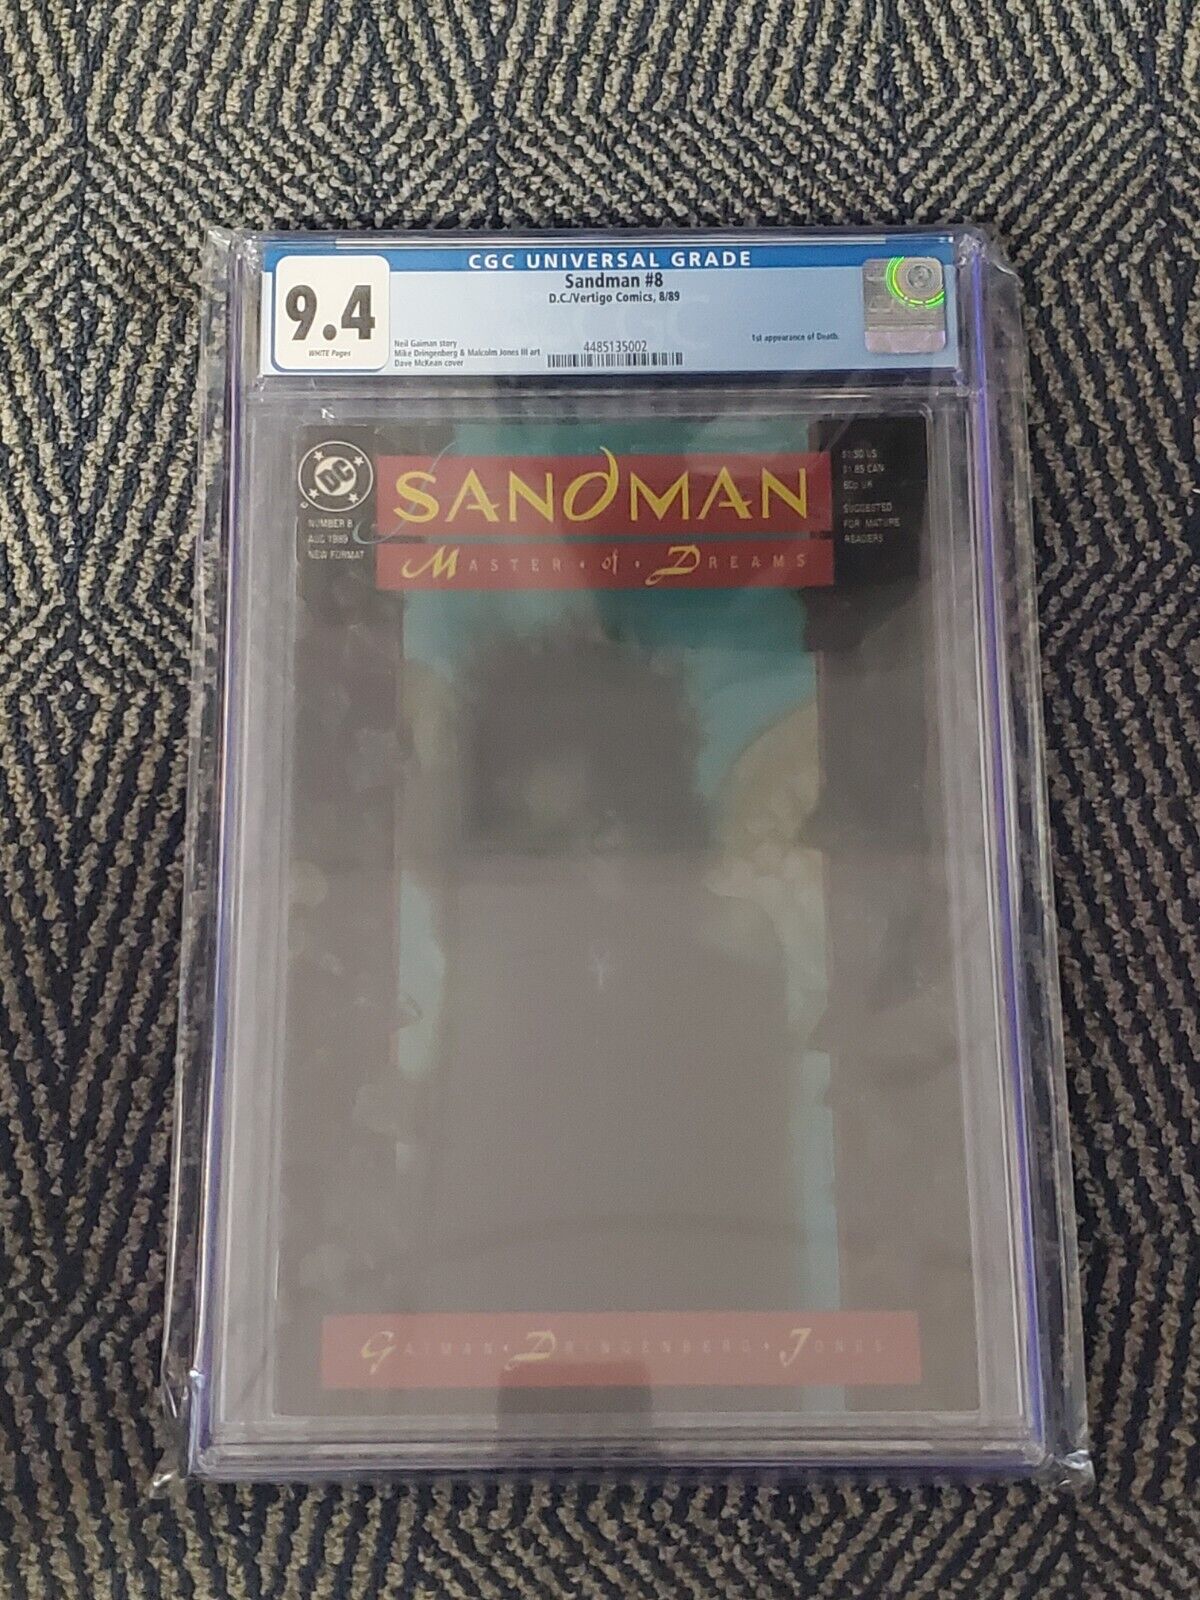 CGC UNIVERSAL GRADE
9.4
WHITE Pages
Sandman #8
D.C./Vertigo Comics, 8/89
Neil Gaiman story
Mike Dringenberg & Malcolm Jones III art
Dave McKean cover
4485135002
1st appearance of Death.
DC
NUMBER 8
AUG 1989
NEW FORMAT
SANDMAN
MASTER • of • DREAMS
$1.50 US
$1.85 CAN
60p UK
SUGGESTED
FOR MATURE
READERS
GAIMAN • DRINGENBERG • JONES